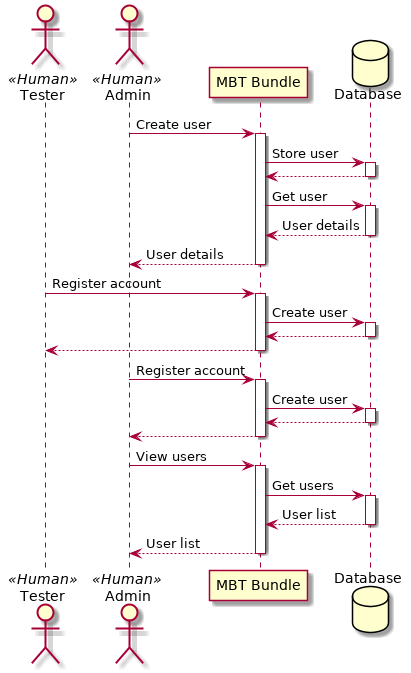 «Human» «Human»
Tester Admin MBT Bundle Database
Create user
Store user
Get user
User details
User details
Register account
Create user
Register account
Create user
View users
Get users
User list
User list
«Human» «Human»
Tester Admin MBT Bundle Database